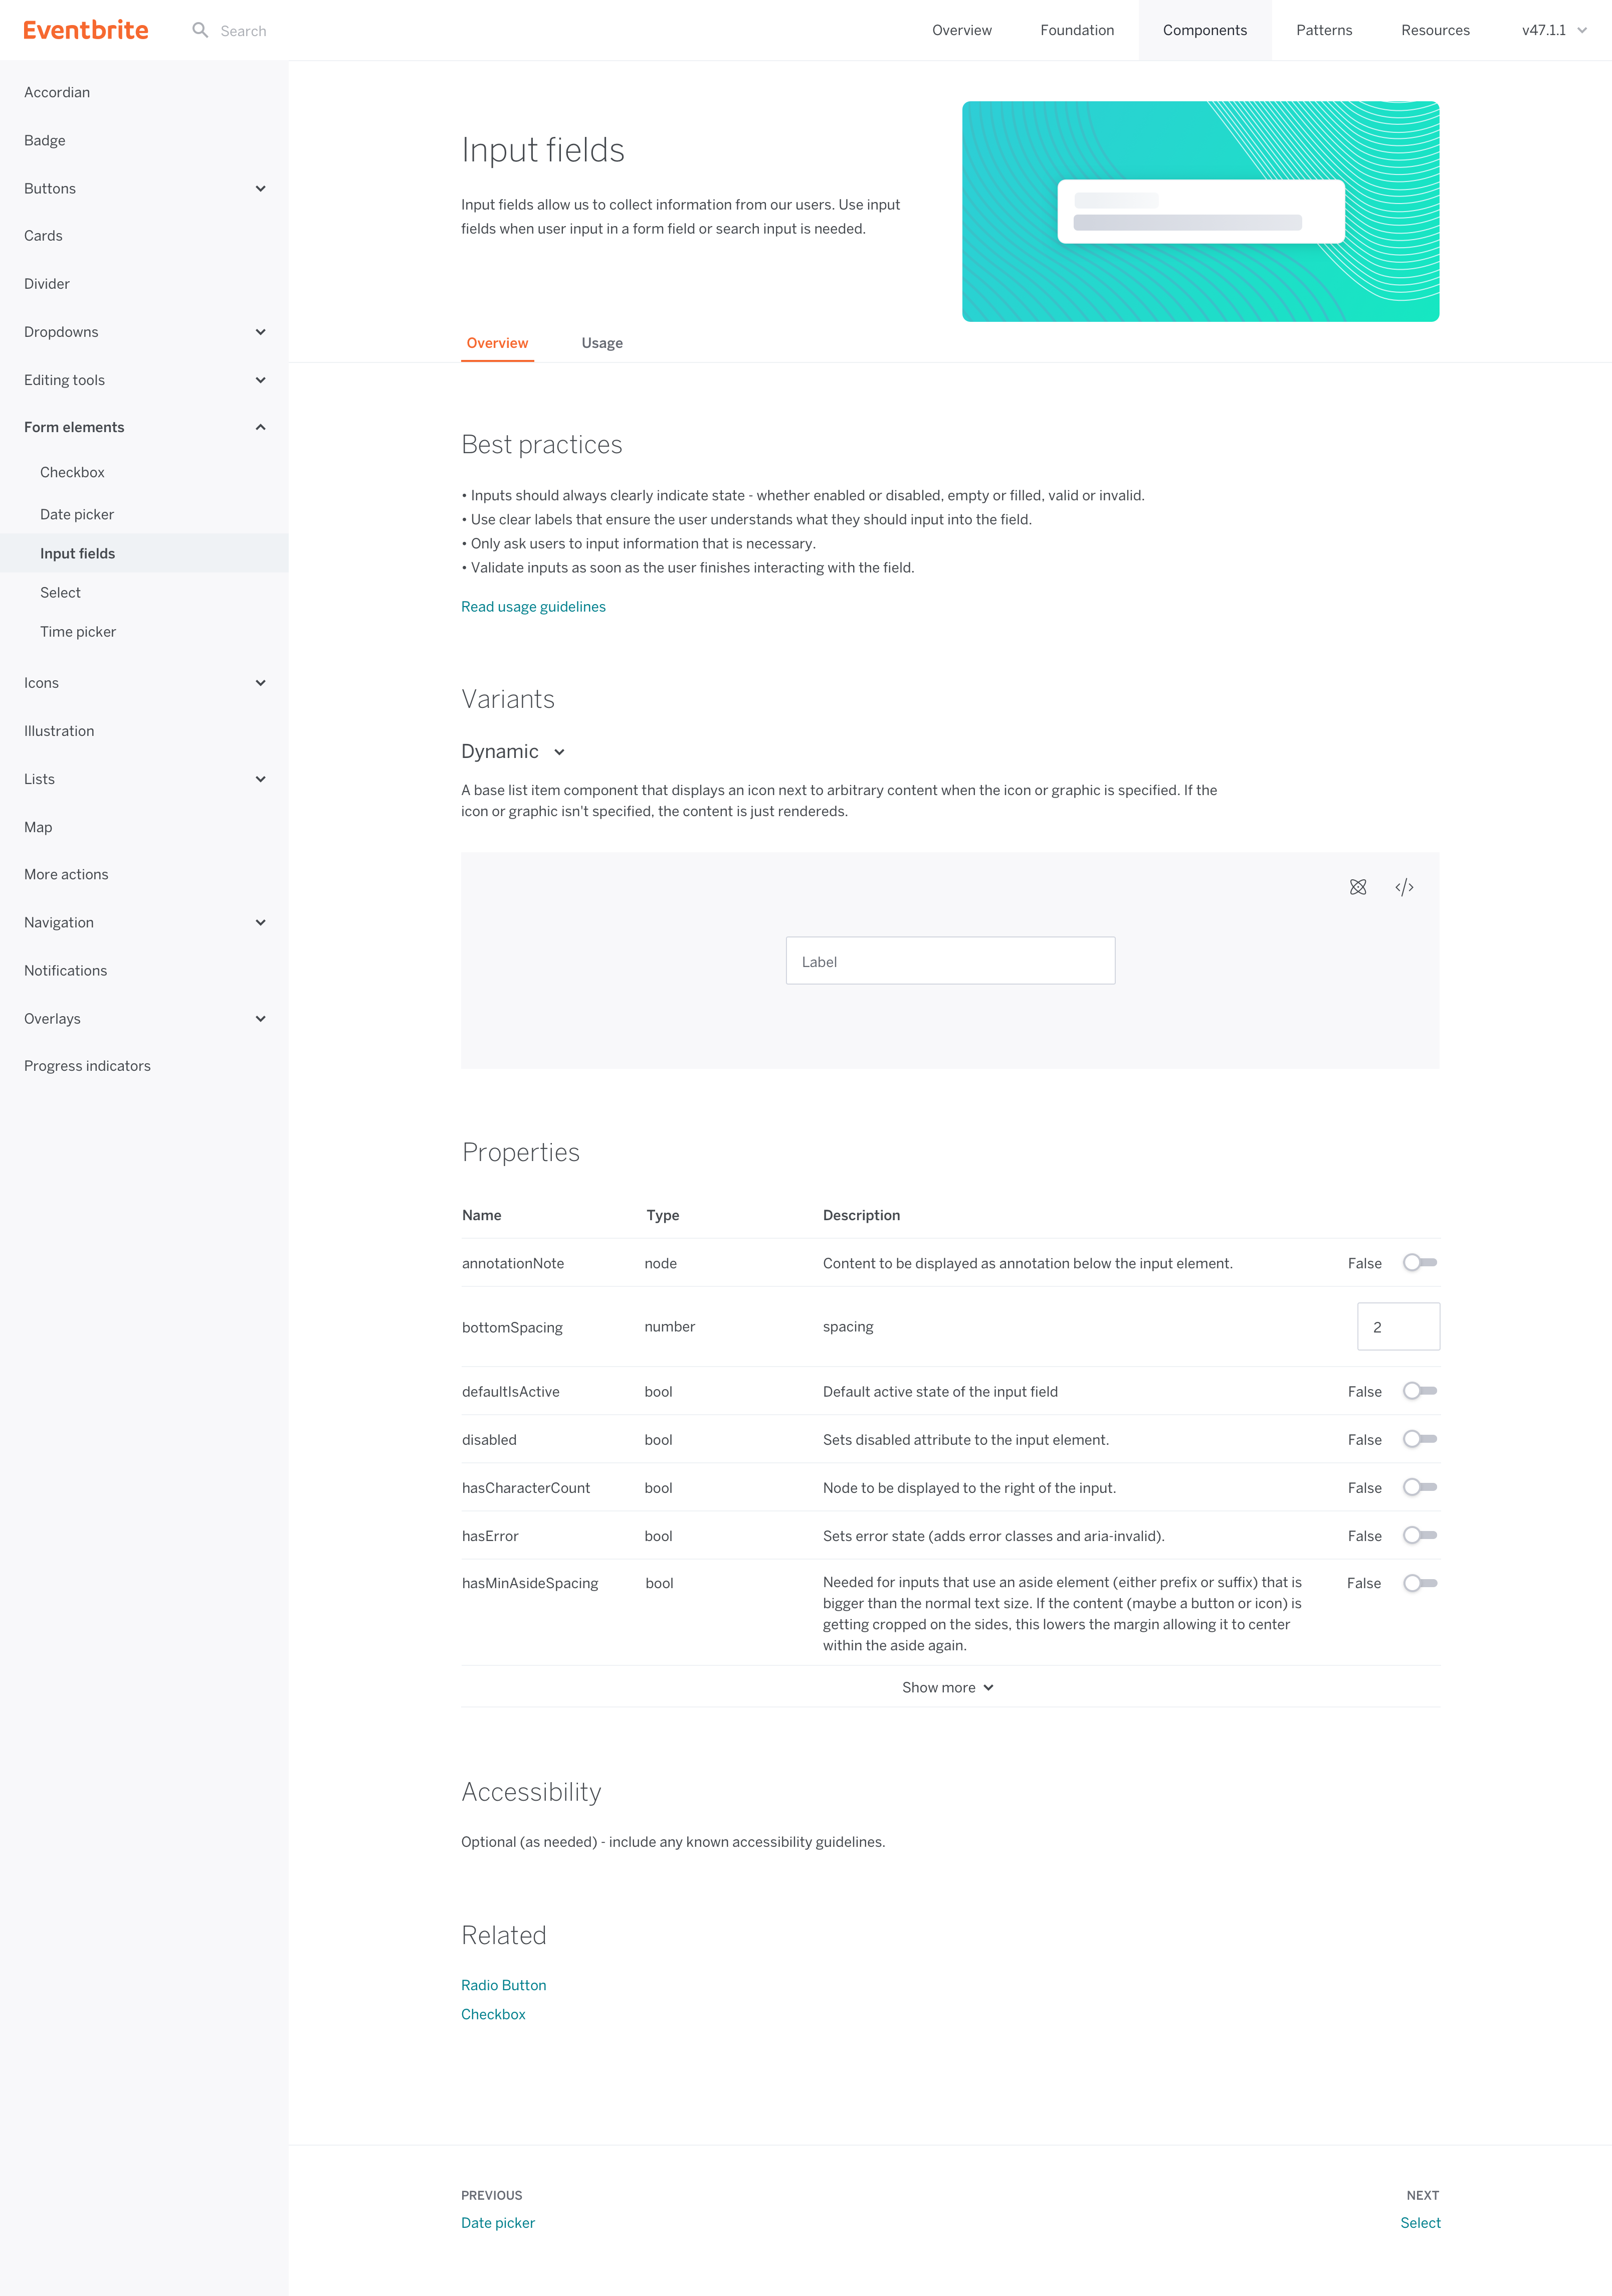 Eventbrite
Search
Overview
Foundation
Components
Patterns
Resources
v47.1.1
Accordian
Badge
Buttons
Cards
Divider
Dropdowns
Editing tools
Form elements
Checkbox
Date picker
Input fields
Select
Time picker
Icons
Illustration
Lists
Map
More actions
Navigation
Notifications
Overlays
Progress indicators
Input fields
Input fields allow us to collect information from our users. Use input
fields when user input in a form field or search input is needed.
Overview
Usage
Best practices
• Inputs should always clearly indicate state - whether enabled or disabled, empty or filled, valid or invalid.
• Use clear labels that ensure the user understands what they should input into the field.
• Only ask users to input information that is necessary.
• Validate inputs as soon as the user finishes interacting with the field.
Read usage guidelines
Variants
Dynamic
A base list item component that displays an icon next to arbitrary content when the icon or graphic is specified. If the
icon or graphic isn't specified, the content is just rendereds.
</>
Label
Properties
Name Type Description
annotationNote node Content to be displayed as annotation below the input element. False
bottomSpacing number spacing 2
defaultIsActive bool Default active state of the input field False
disabled bool Sets disabled attribute to the input element. False
hasCharacterCount bool Node to be displayed to the right of the input. False
hasError bool Sets error state (adds error classes and aria-invalid). False
hasMinAsideSpacing bool Needed for inputs that use an aside element (either prefix or suffix) that is False
bigger than the normal text size. If the content (maybe a button or icon) is
getting cropped on the sides, this lowers the margin allowing it to center
within the aside again.
Show more
Accessibility
Optional (as needed) - include any known accessibility guidelines.
Related
Radio Button
Checkbox
PREVIOUS
Date picker
NEXT
Select